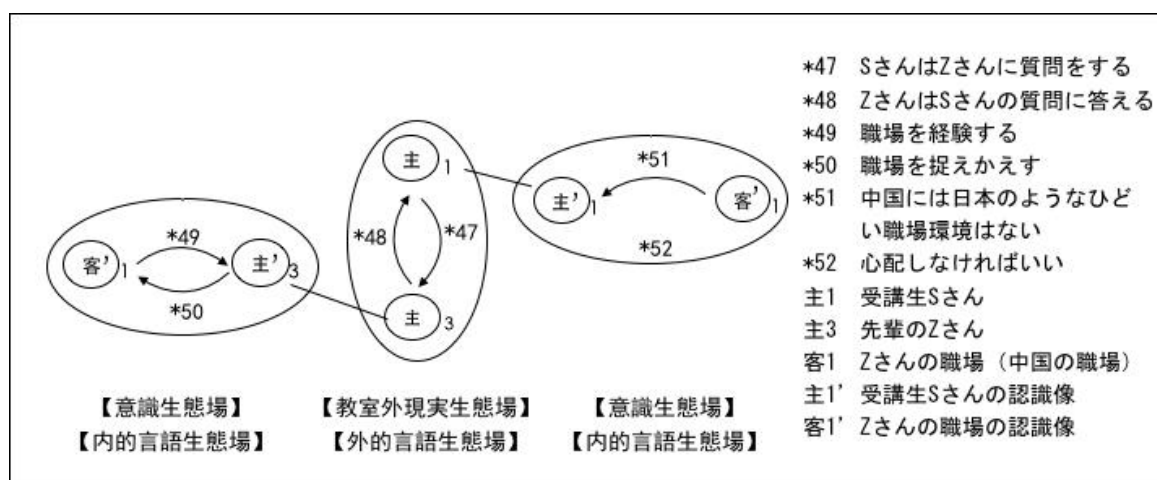 *49
客’1
主’3
*50
主1
*48
*47
主3
*51
主’1
客’1
*52
【意識生態場】
【内的言語生態場】
【教室外現実生態場】
【外的言語生態場】
【意識生態場】
【内的言語生態場】
*47 SさんはZさんに質問をする
*48 ZさんはSさんの質問に答える
*49 職場を経験する
*50 職場を捉えかえす
*51 中国には日本のようなひど
い職場環境はない
*52 心配しなければいい
主1 受講生Sさん
主3 先輩のZさん
客1 Zさんの職場（中国の職場）
主1’ 受講生Sさんの認識像
客1’ Zさんの職場の認識像